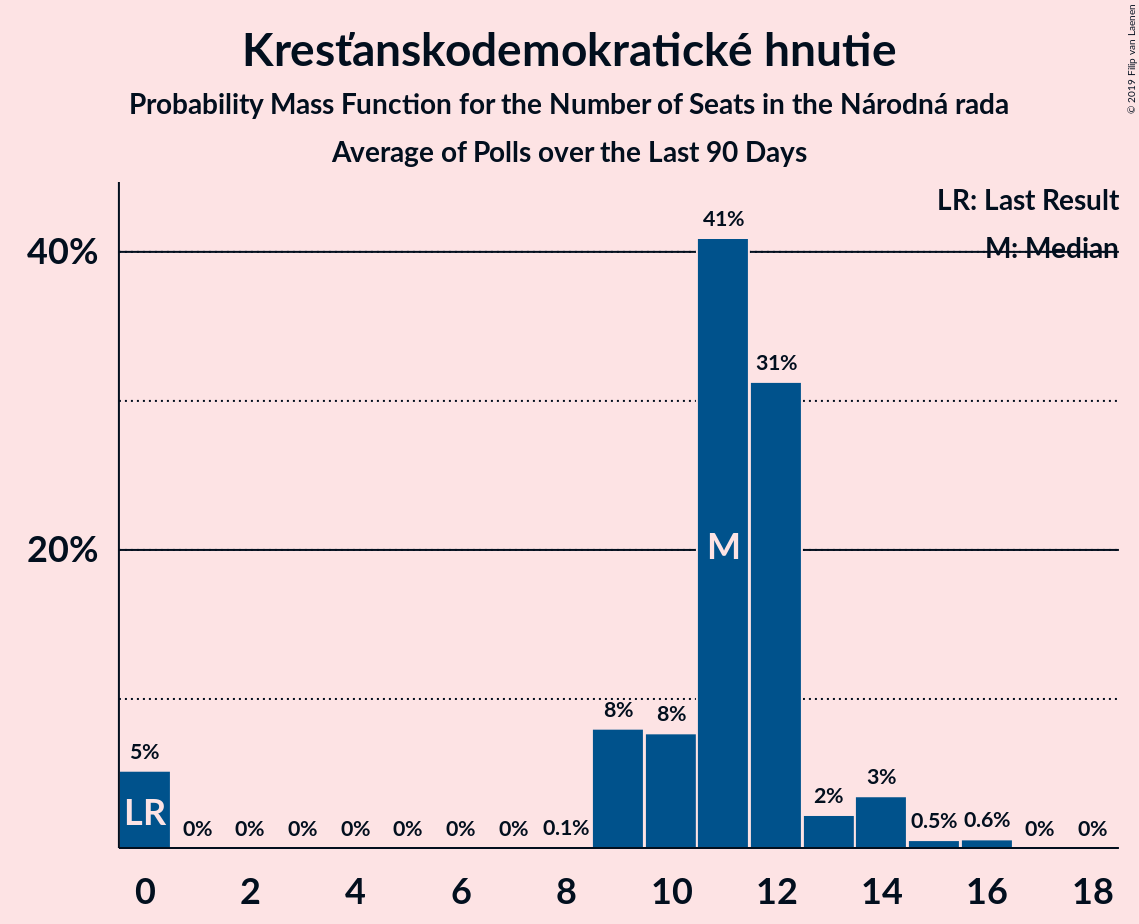 Kresťanskodemokratické hnutie
Probability Mass Function for the Number of Seats in the Národná rada
Average of Polls over the Last 90 Days
© 2019 Filip van Laenen
LR: Last Result
M: Median
40%
20%
41%
31%
8%
8%
5%
3%
2%
0%
0%
0%
0%
0%
0%
0%
0.1%
0.5%
0.6%
0%
0%
M
LR
0 2 4 6 8 10 12 14 16 18